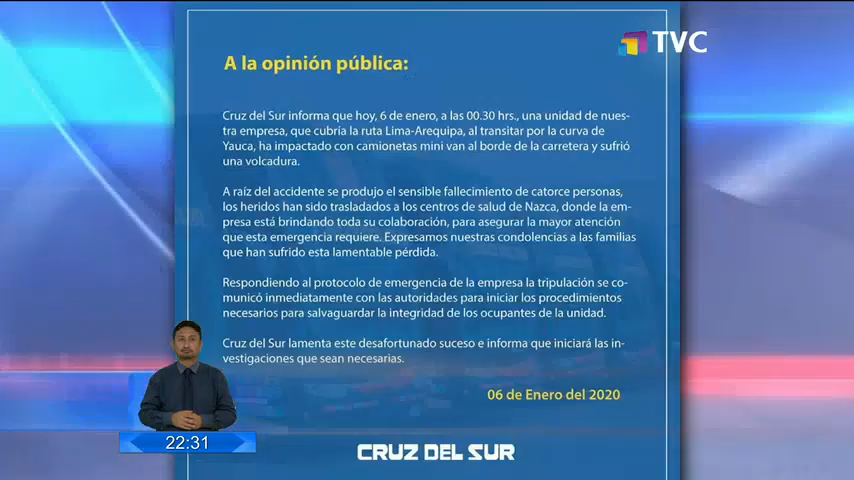 TVC
A la opinión pública:
Cruz del Sur informa que hoy, 6 de enero, a las 00.30 hrs., una unidad de nues-
tra empresa, que cubría la ruta Lima-Arequipa, al transitar por la curva de
Yauca, ha impactado con camionetas mini van al borde de la carretera y sufrió
una volcadura.
A raíz del accidente se produjo el sensible fallecimiento de catorce personas,
los heridos han sido trasladados a los centros de salud de Nazca, donde la em-
presa está brindando toda su colaboración, para asegurar la mayor atención
que esta emergencia requiere. Expresamos nuestras condolencias a las familias
que han sufrido esta lamentable pérdida.
Respondiendo al protocolo de emergencia de la empresa la tripulación se co-
municó inmediatamente con las autoridades para iniciar los procedimientos
necesarios para salvaguardar la integridad de los ocupantes de la unidad.
Cruz del Sur lamenta este desafortunado suceso e informa que iniciará las in-
vestigaciones que sean necesarias.
06 de Enero del 2020
22:31
CRUZ DEL SUR